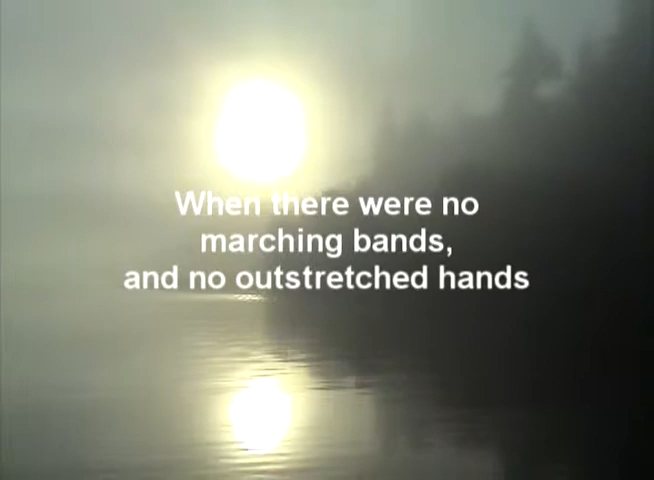 When there were no
marching bands,
and no outstretched hands